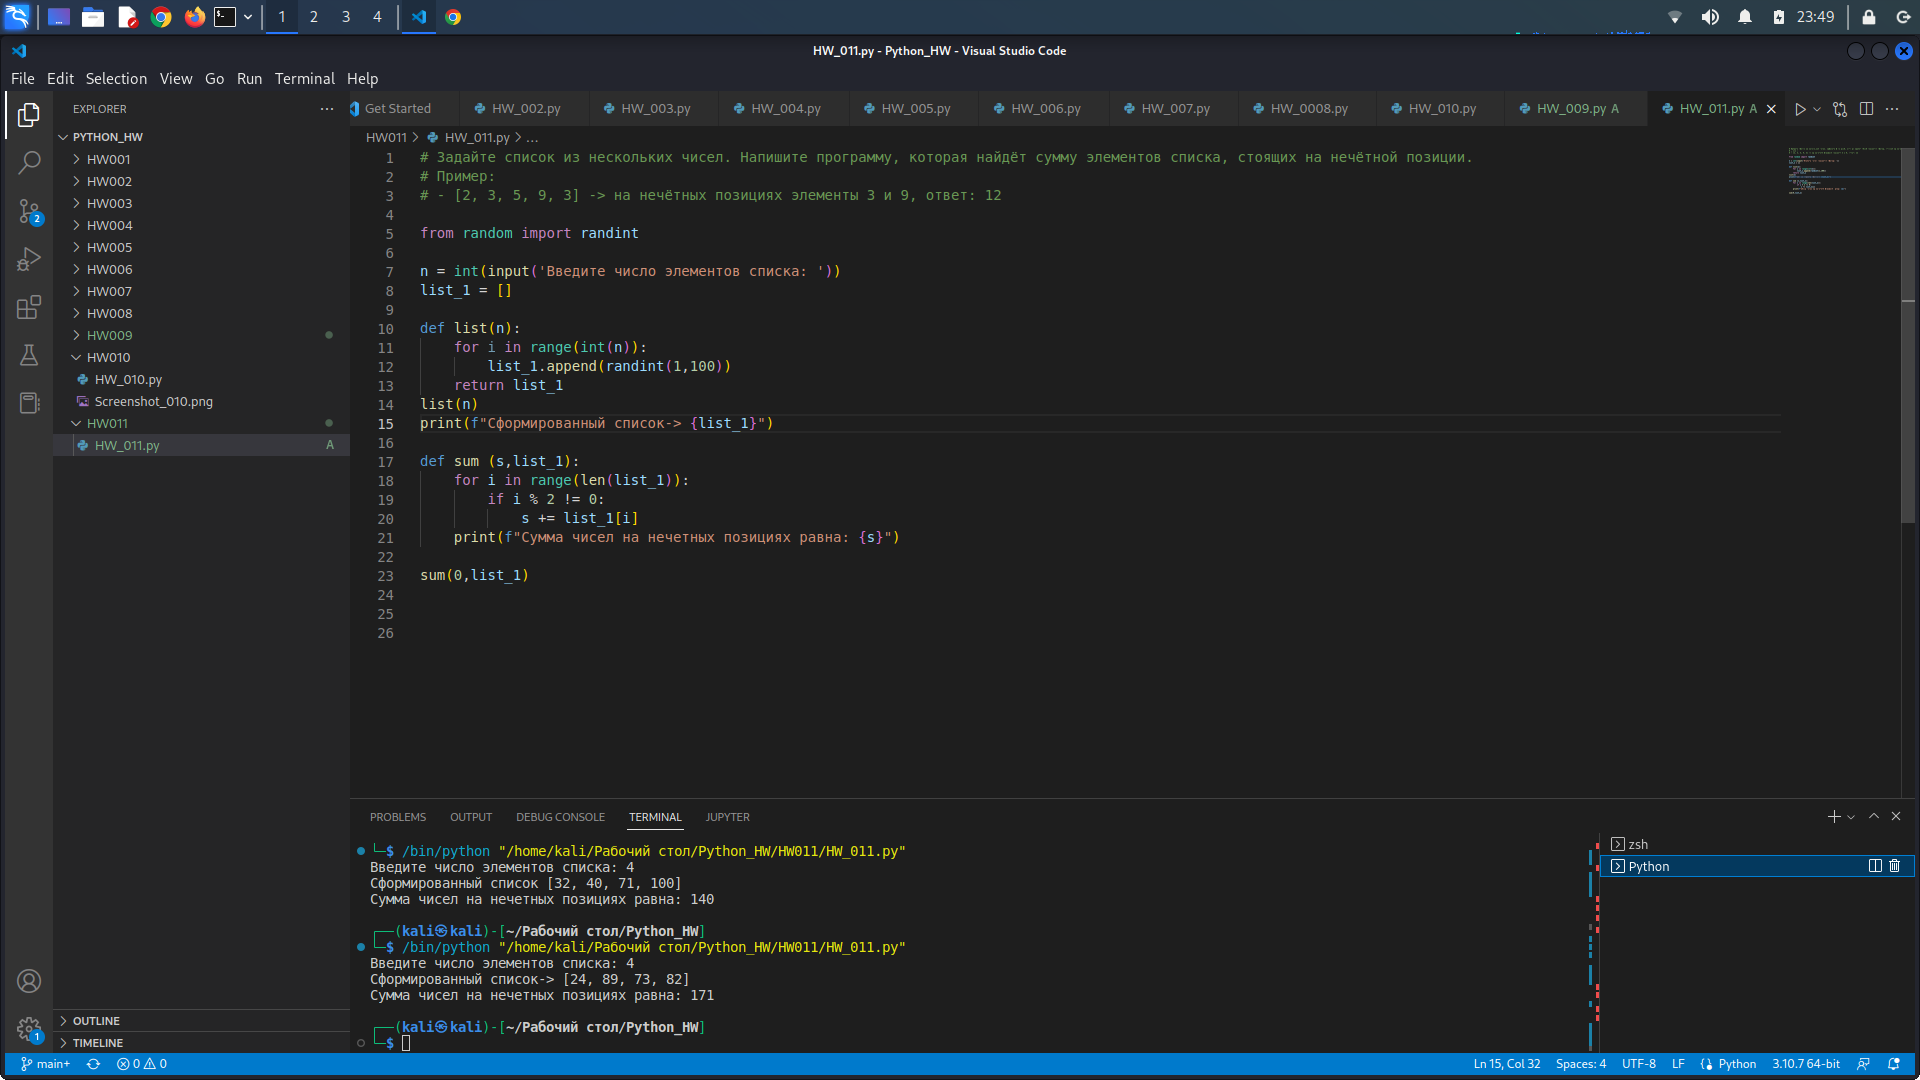 1 2 3 4 23:49
HW_011.py - Python_HW - Visual Studio Code
File Edit Selection View Go Run Terminal Help
EXPLORER
PYTHON_HW
HW001
HW002
HW003
HW004
HW005
HW006
HW007
HW008
HW009
HW010
HW_010.py
Screenshot_010.png
HW011
HW_011.py A
OUTLINE
TIMELINE
2
1
Get Started HW_002.py HW_003.py HW_004.py HW_005.py HW_006.py HW_007.py HW_0008.py HW_010.py HW_009.py A HW_011.py A
HW011 > HW_011.py > ...
1 # Задайте список из нескольких чисел. Напишите программу, которая найдёт сумму элементов списка, стоящих на нечётной позиции.
2 # Пример:
3 # - [2, 3, 5, 9, 3] -> на нечётных позициях элементы 3 и 9, ответ: 12
4
5 from random import randint
6
7 n = int(input('Введите число элементов списка: '))
8 list_1 = []
9
10 def list(n):
11     for i in range(int(n)):
12         list_1.append(randint(1,100))
13     return list_1
14 list(n)
15 print(f"Сформированный список-> {list_1}")
16
17 def sum (s,list_1):
18     for i in range(len(list_1)):
19         if i % 2 != 0:
20             s += list_1[i]
21     print(f"Сумма чисел на нечетных позициях равна: {s}")
22
23 sum(0,list_1)
24
25
26
PROBLEMS OUTPUT DEBUG CONSOLE TERMINAL JUPYTER
└─$ /bin/python "/home/kali/Рабочий стол/Python_HW/HW011/HW_011.py"
Введите число элементов списка: 4
Сформированный список [32, 40, 71, 100]
Сумма чисел на нечетных позициях равна: 140
┌──(kali㉿kali)-[~/Рабочий стол/Python_HW]
└─$ /bin/python "/home/kali/Рабочий стол/Python_HW/HW011/HW_011.py"
Введите число элементов списка: 4
Сформированный список-> [24, 89, 73, 82]
Сумма чисел на нечетных позициях равна: 171
┌──(kali㉿kali)-[~/Рабочий стол/Python_HW]
└─$
zsh
Python
main+ 0 0 Ln 15, Col 32 Spaces: 4 UTF-8 LF Python 3.10.7 64-bit